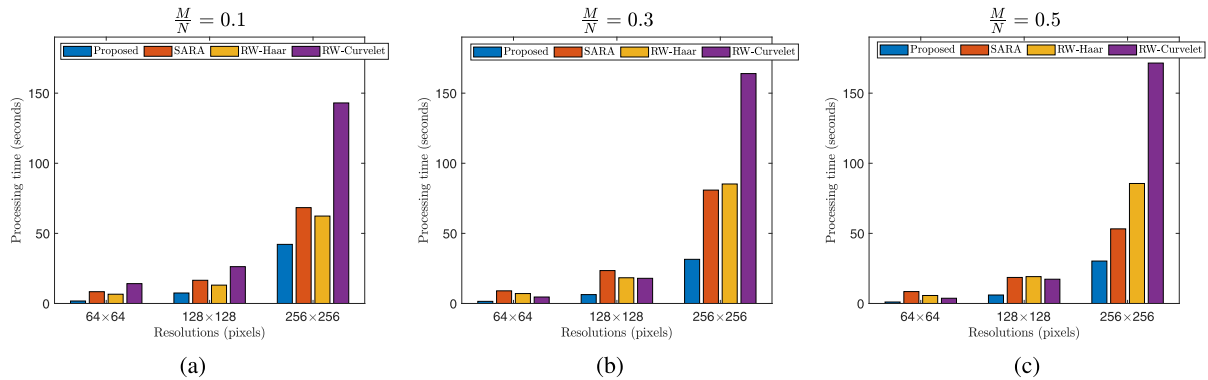 M/N = 0.1
Proposed SARA RW-Haar RW-Curvelet
Processing time (seconds)
150
100
50
0
64×64 128×128 256×256
Resolutions (pixels)
(a)
M/N = 0.3
Proposed SARA RW-Haar RW-Curvelet
Processing time (seconds)
150
100
50
0
64×64 128×128 256×256
Resolutions (pixels)
(b)
M/N = 0.5
Proposed SARA RW-Haar RW-Curvelet
Processing time (seconds)
150
100
50
0
64×64 128×128 256×256
Resolutions (pixels)
(c)